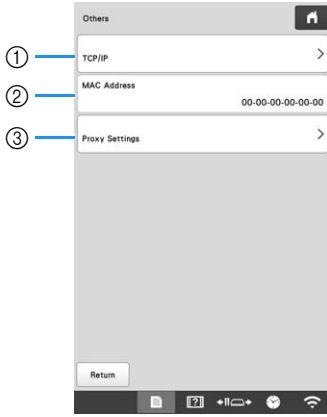 Others
① TCP/IP
② MAC Address
00-00-00-00-00-00
③ Proxy Settings
Return